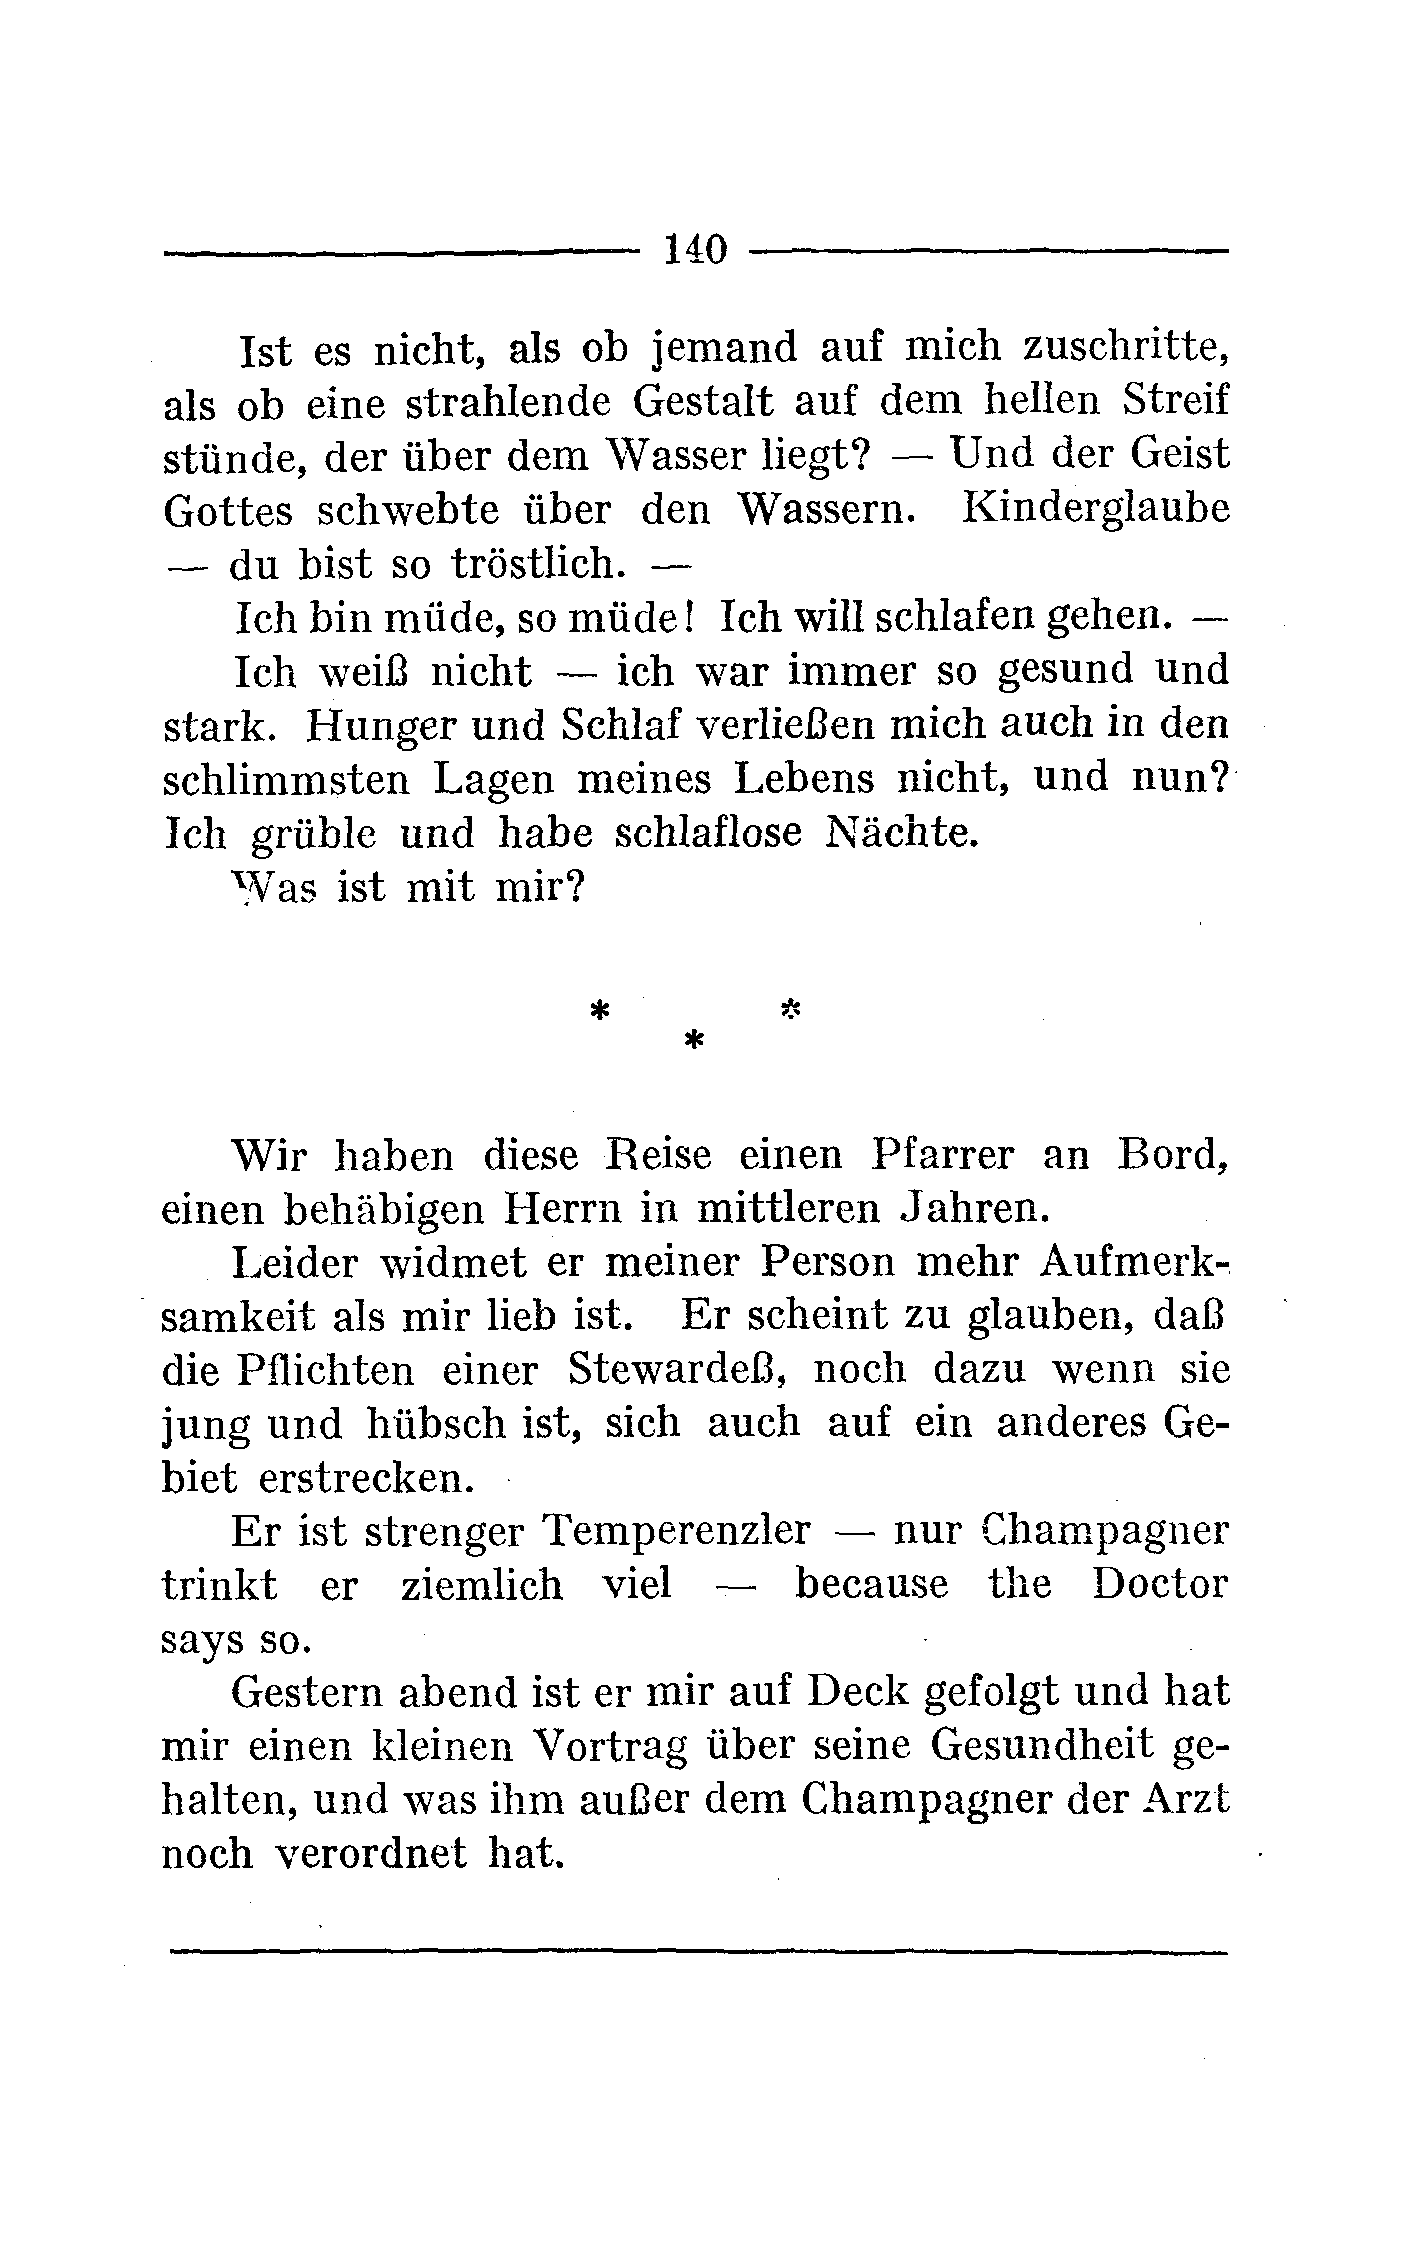 140
Ist es nicht, als ob jemand auf mich zuschritte,
als ob eine strahlende Gestalt auf dem hellen Streif
stünde, der über dem Wasser liegt? — Und der Geist
Gottes schwebte über den Wassern. Kinderglaube
— du bist so tröstlich. —
Ich bin müde, so müde! Ich will schlafen gehen. —
Ich weiß nicht — ich war immer so gesund und
stark. Hunger und Schlaf verließen mich auch in den
schlimmsten Lagen meines Lebens nicht, und nun?
Ich grüble und habe schlaflose Nächte.
Was ist mit mir?
* *
*
Wir haben diese Reise einen Pfarrer an Bord,
einen behäbigen Herrn in mittleren Jahren.
Leider widmet er meiner Person mehr Aufmerk-
samkeit als mir lieb ist. Er scheint zu glauben, daß
die Pflichten einer Stewardeß, noch dazu wenn sie
jung und hübsch ist, sich auch auf ein anderes Ge-
biet erstrecken.
Er ist strenger Temperenzler — nur Champagner
trinkt er ziemlich viel — because the Doctor
says so.
Gestern abend ist er mir auf Deck gefolgt und hat
mir einen kleinen Vortrag über seine Gesundheit ge-
halten, und was ihm außer dem Champagner der Arzt
noch verordnet hat.